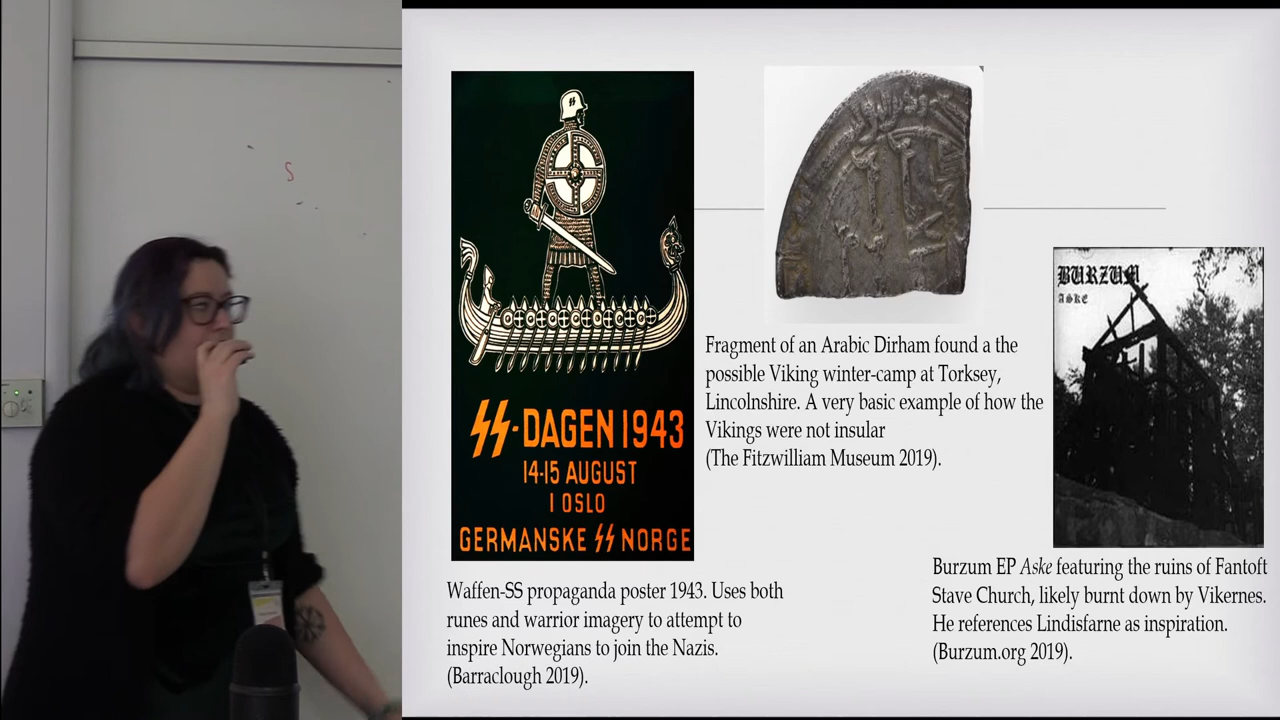 S
SS-DAGEN 1943
14-15 AUGUST
I OSLO
GERMANSKE SS NORGE
Waffen-SS propaganda poster 1943. Uses both
runes and warrior imagery to attempt to
inspire Norwegians to join the Nazis.
(Barraclough 2019).
Fragment of an Arabic Dirham found a the
possible Viking winter-camp at Torksey,
Lincolnshire. A very basic example of how the
Vikings were not insular
(The Fitzwilliam Museum 2019).
BURZUM
ASKE
Burzum EP Aske featuring the ruins of Fantoft
Stave Church, likely burnt down by Vikernes.
He references Lindisfarne as inspiration.
(Burzum.org 2019).